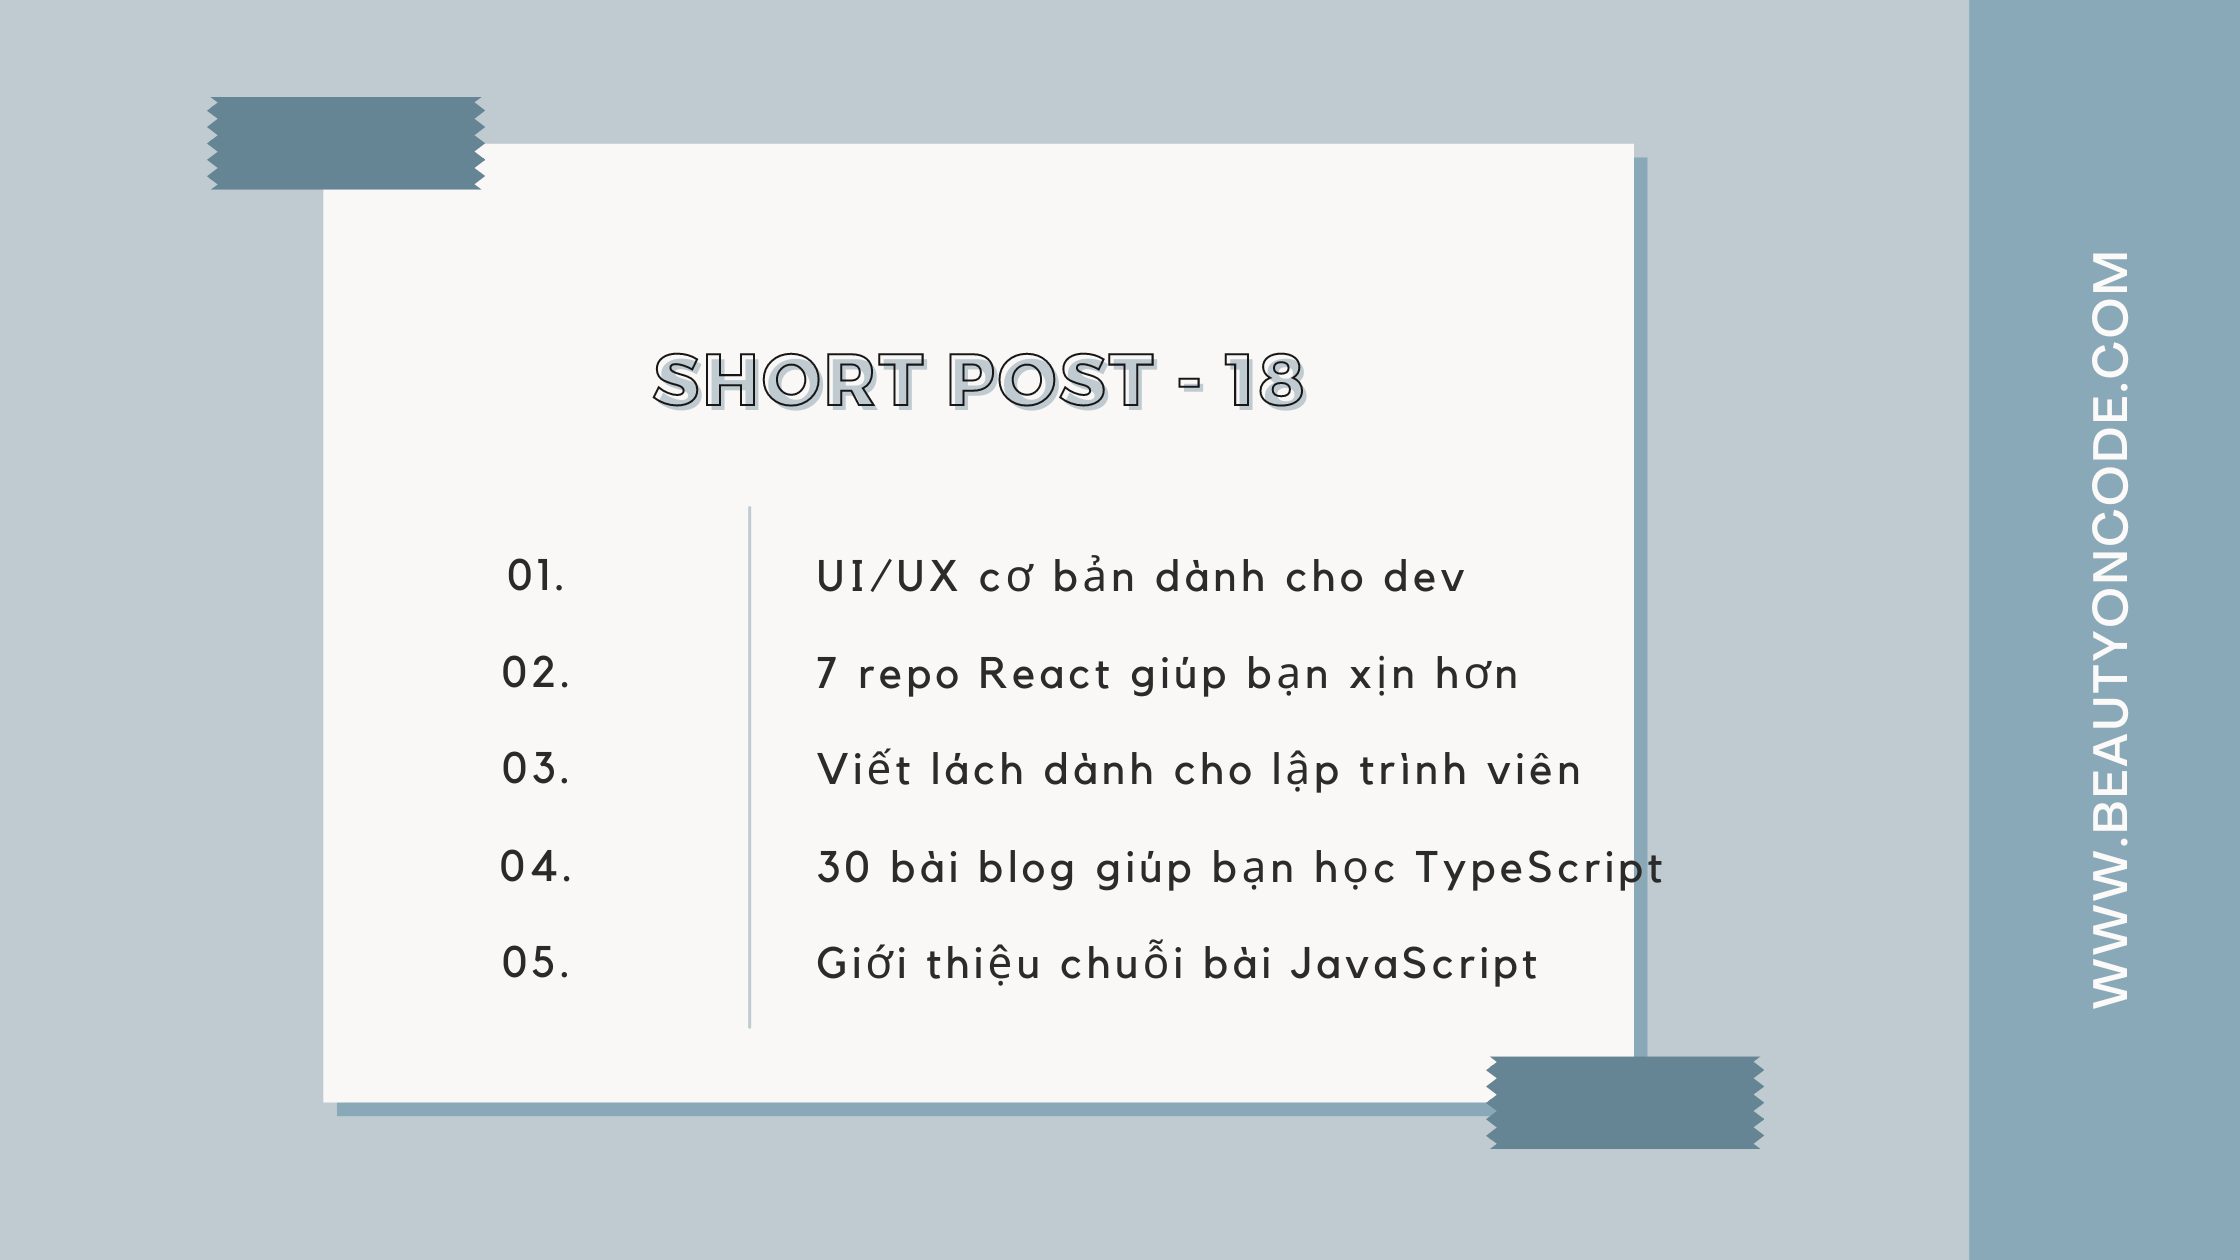 SHORT POST - 18
01. UI/UX cơ bản dành cho dev
02. 7 repo React giúp bạn xịn hơn
03. Viết lách dành cho lập trình viên
04. 30 bài blog giúp bạn học TypeScript
05. Giới thiệu chuỗi bài JavaScript
WWW.BEAUTYONCODE.COM